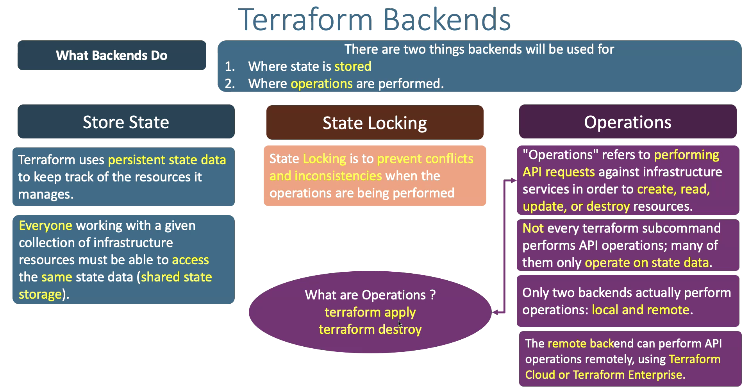 Terraform Backends
What Backends Do
There are two things backends will be used for
1. Where state is stored
2. Where operations are performed.
Store State
Terraform uses persistent state data
to keep track of the resources it
manages.
Everyone working with a given
collection of infrastructure
resources must be able to access
the same state data (shared state
storage).
State Locking
State Locking is to prevent conflicts
and inconsistencies when the
operations are being performed
What are Operations ?
terraform apply
terraform destroy
Operations
"Operations" refers to performing
API requests against infrastructure
services in order to create, read,
update, or destroy resources.
Not every terraform subcommand
performs API operations; many of
them only operate on state data.
Only two backends actually perform
operations: local and remote.
The remote backend can perform API
operations remotely, using Terraform
Cloud or Terraform Enterprise.